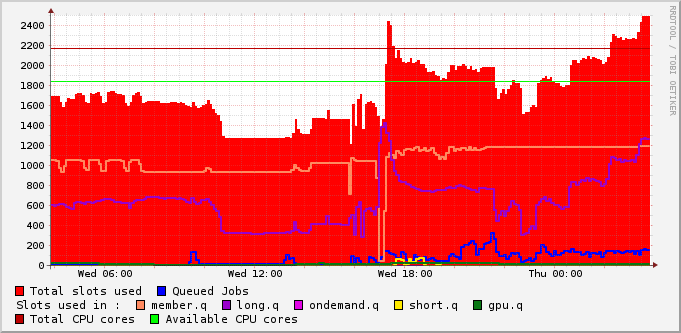 RRDTOOL / TOBI OETIKER
2400
2200
2000
1800
1600
1400
1200
1000
800
600
400
200
0
Wed 06:00 Wed 12:00 Wed 18:00 Thu 00:00
Total slots used Queued Jobs
Slots used in : member.q long.q ondemand.q short.q gpu.q
Total CPU cores Available CPU cores